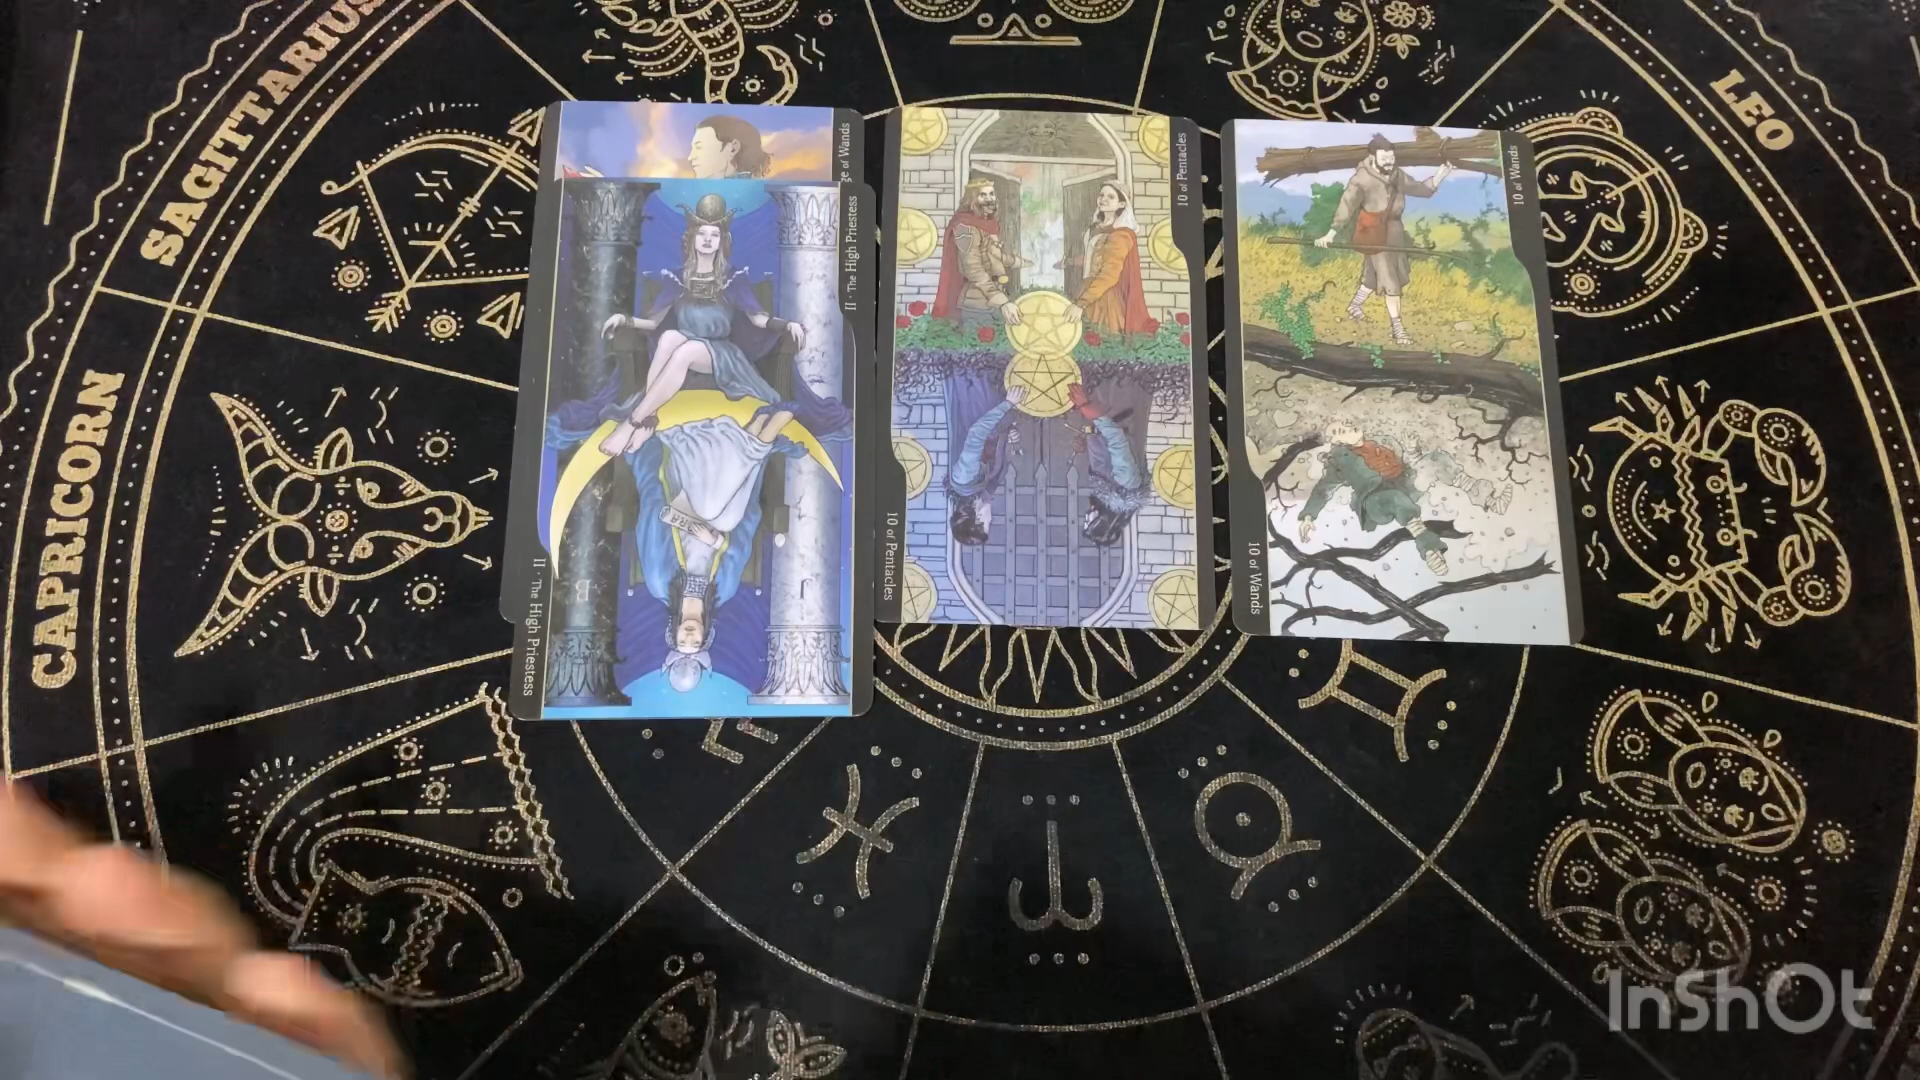 SAGITTARIUS
LEO
CAPRICORN
of Wands
II · The High Priestess
II · The High Priestess
B
J
10 of Pentacles
10 of Pentacles
10 of Wands
10 of Wands
InShOt